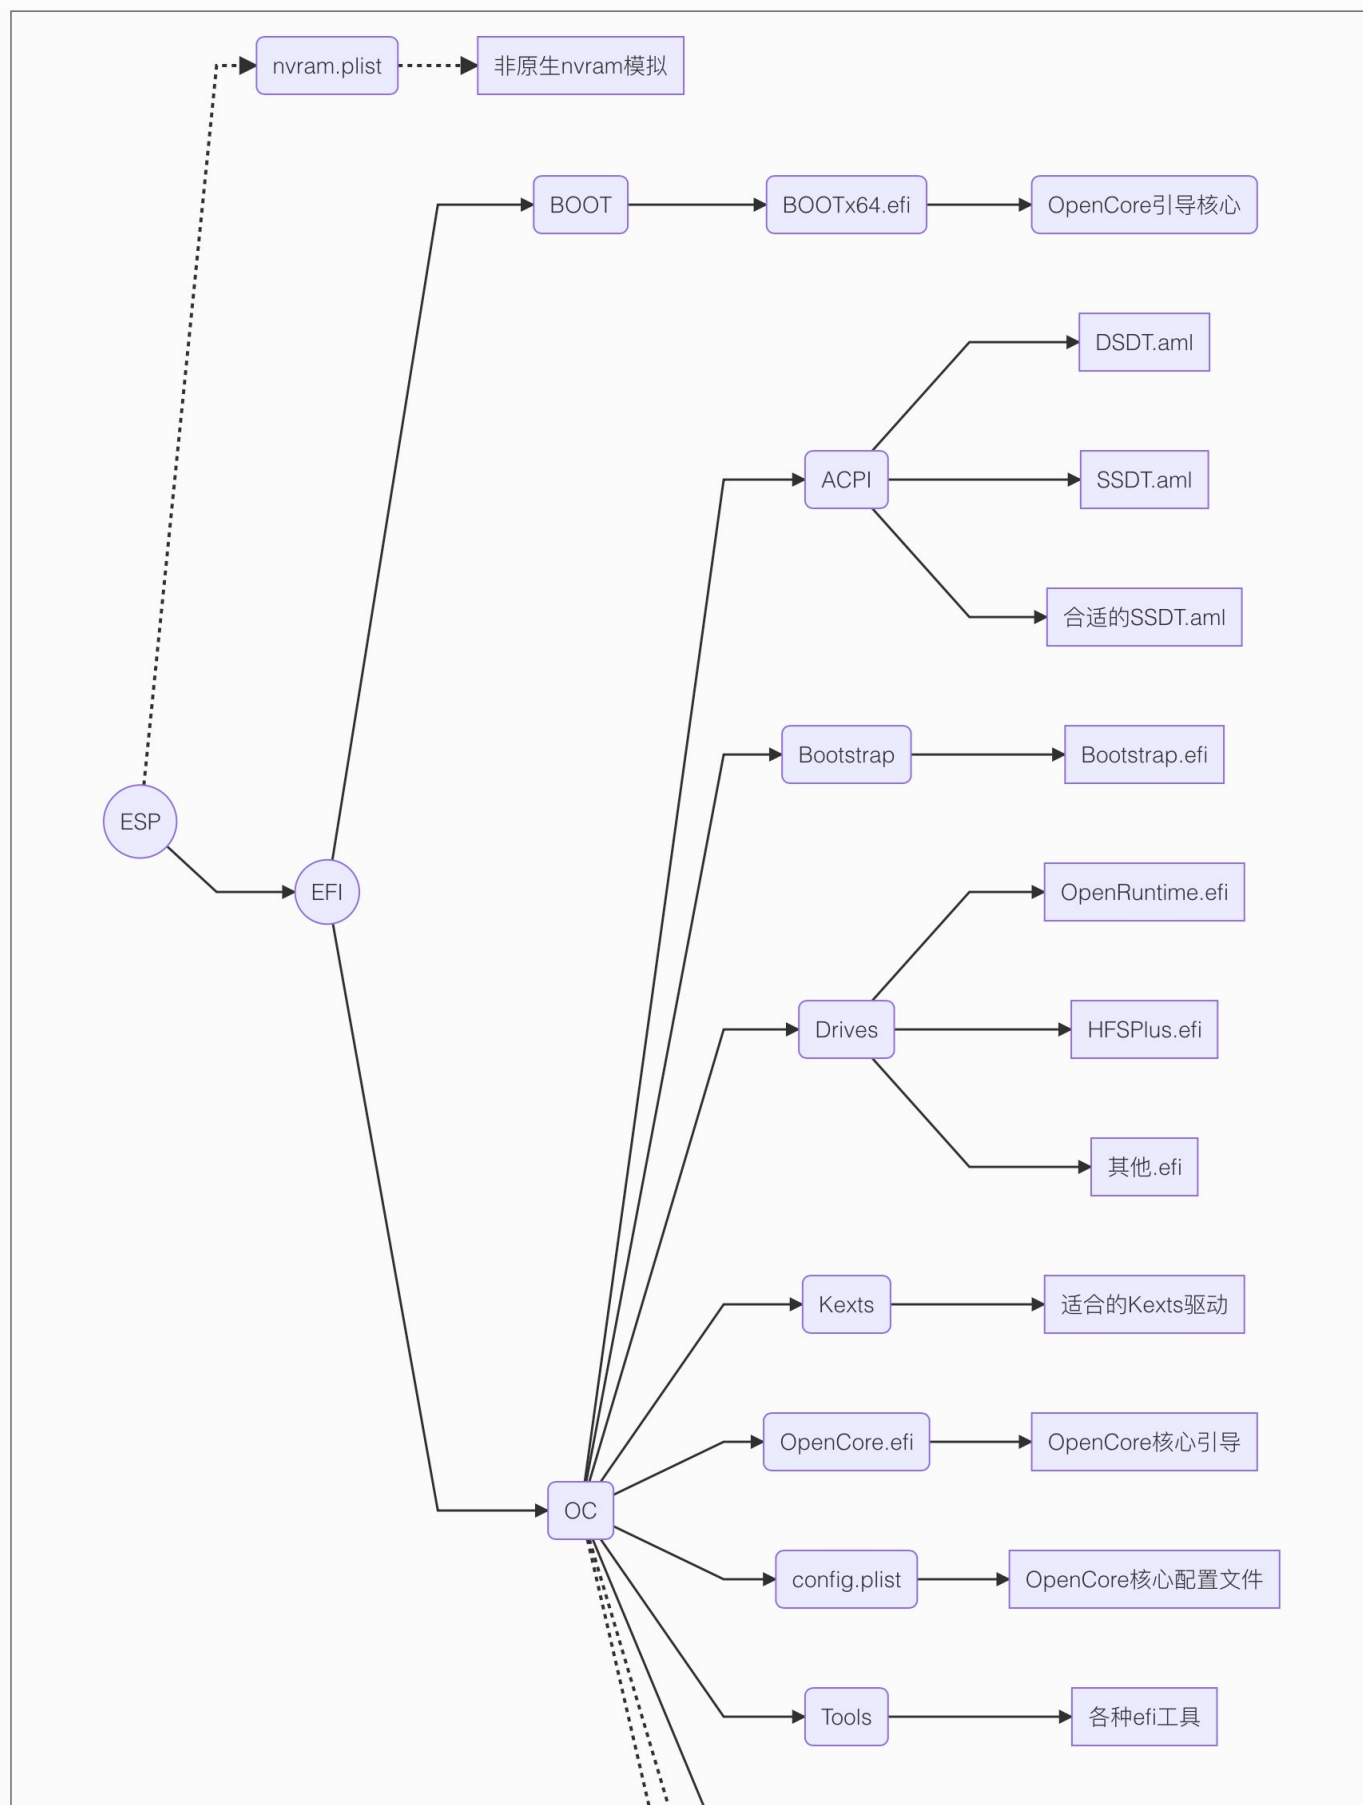 nvram.plist
非原生nvram模拟
BOOT
BOOTx64.efi
OpenCore引导核心
DSDT.aml
ACPI
SSDT.aml
合适的SSDT.aml
Bootstrap
Bootstrap.efi
ESP
EFI
OpenRuntime.efi
Drives
HFSPlus.efi
其他.efi
Kexts
适合的Kexts驱动
OpenCore.efi
OpenCore核心引导
OC
config.plist
OpenCore核心配置文件
Tools
各种efi工具